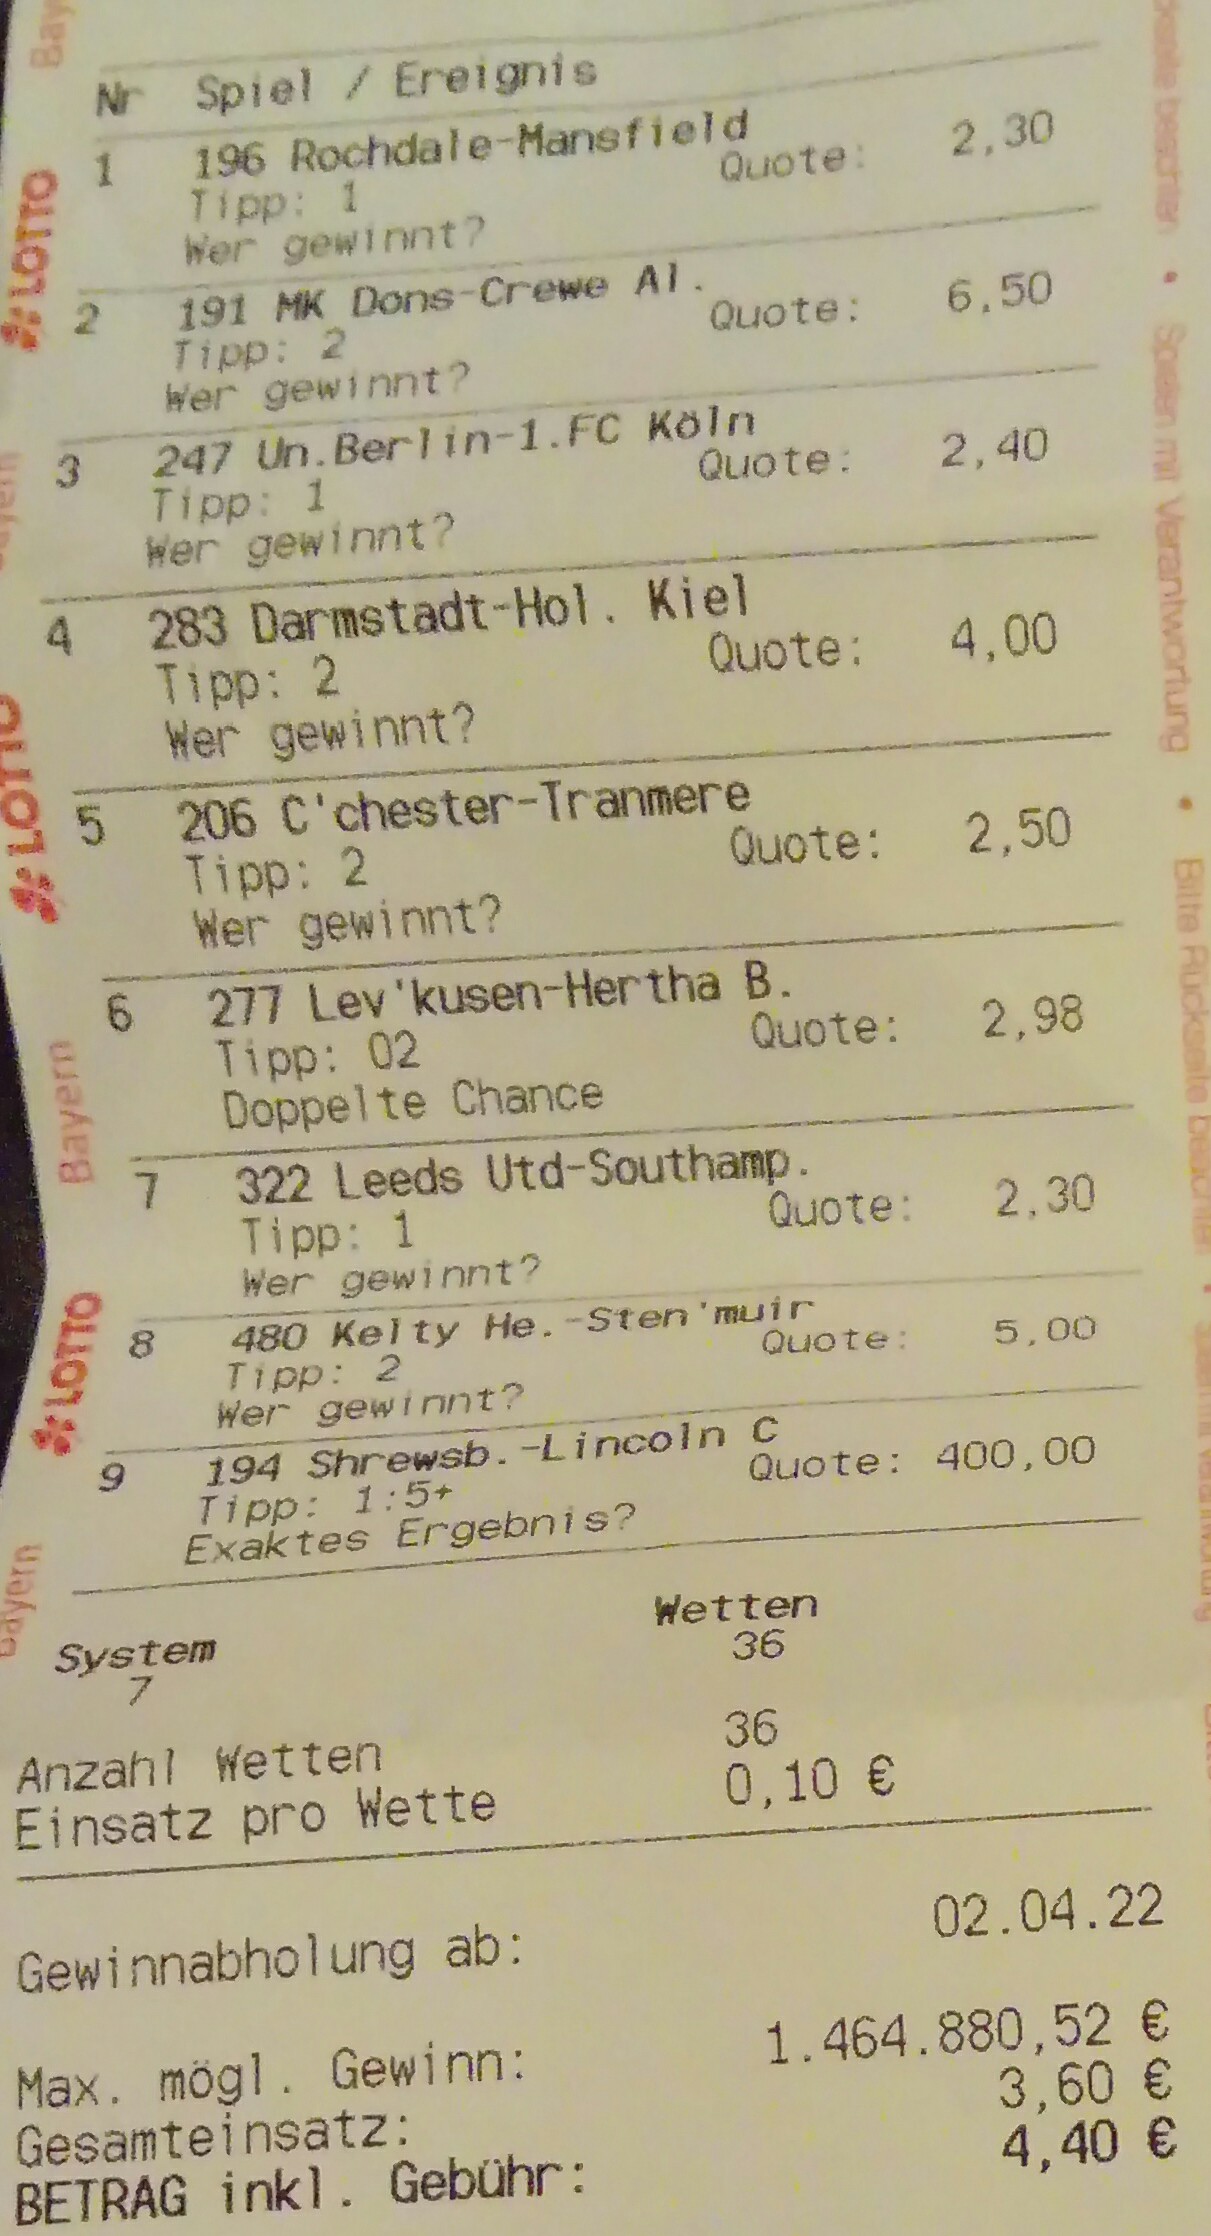 Nr Spiel / Ereignis
1 196 Rochdale-Mansfield
Quote: 2,30
Tipp: 1
Wer gewinnt?
2 191 MK Dons-Crewe Al.
Quote: 6,50
Tipp: 2
Wer gewinnt?
3 247 Un.Berlin-1.FC Köln
Quote: 2,40
Tipp: 1
Wer gewinnt?
4 283 Darmstadt-Hol. Kiel
Quote: 4,00
Tipp: 2
Wer gewinnt?
5 206 C'chester-Tranmere
Quote: 2,50
Tipp: 2
Wer gewinnt?
6 277 Lev'kusen-Hertha B.
Quote: 2,98
Tipp: 02
Doppelte Chance
7 322 Leeds Utd-Southamp.
Quote: 2,30
Tipp: 1
Wer gewinnt?
8 480 Kelty He.-Sten'muir
Quote: 5,00
Tipp: 2
Wer gewinnt?
9 194 Shrewsb.-Lincoln C
Quote: 400,00
Tipp: 1:5+
Exaktes Ergebnis?
System Wetten
7 36
Anzahl Wetten 36
Einsatz pro Wette 0,10 €
Gewinnabholung ab: 02.04.22
Max. mögl. Gewinn: 1.464.880,52 €
Gesamteinsatz: 3,60 €
BETRAG inkl. Gebühr: 4,40 €
LOTTO
LOTTO
Bayern
LOTTO
Bayern
• Spielen mit Verantwortung • Bitte Rückseite beachten